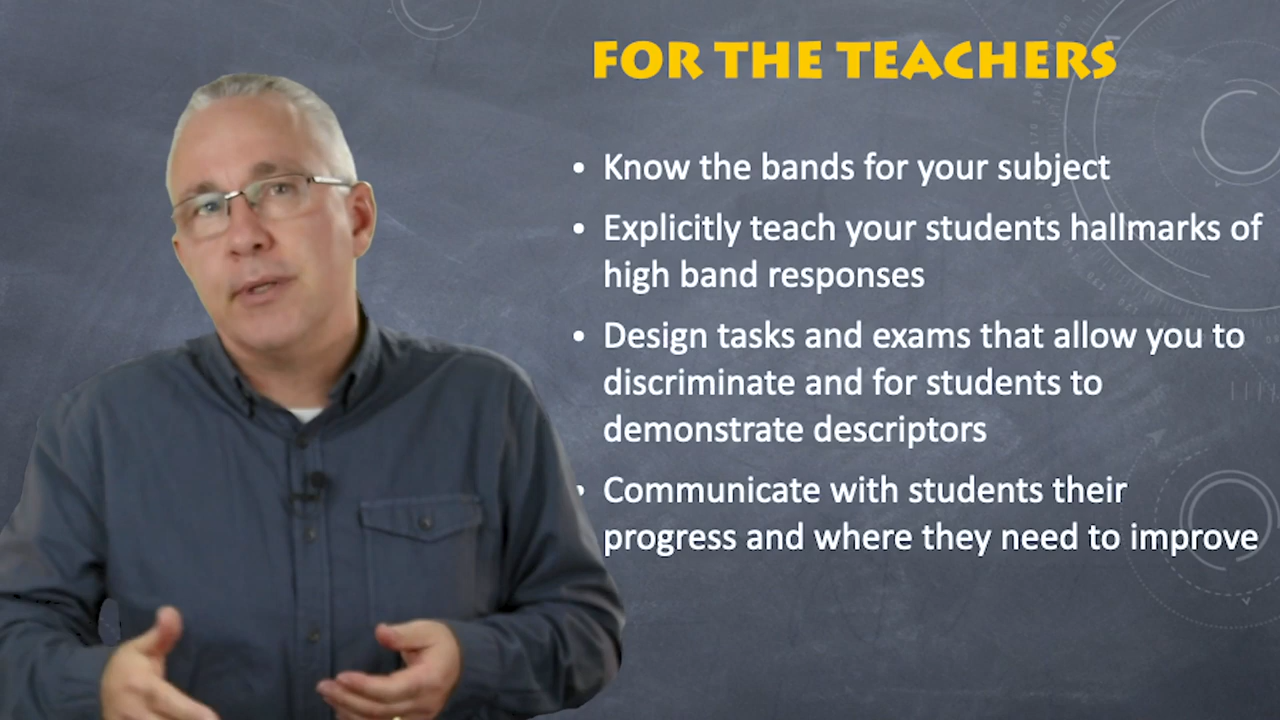 FOR THE TEACHERS
• Know the bands for your subject
• Explicitly teach your students hallmarks of
high band responses
• Design tasks and exams that allow you to
discriminate and for students to
demonstrate descriptors
• Communicate with students their
progress and where they need to improve